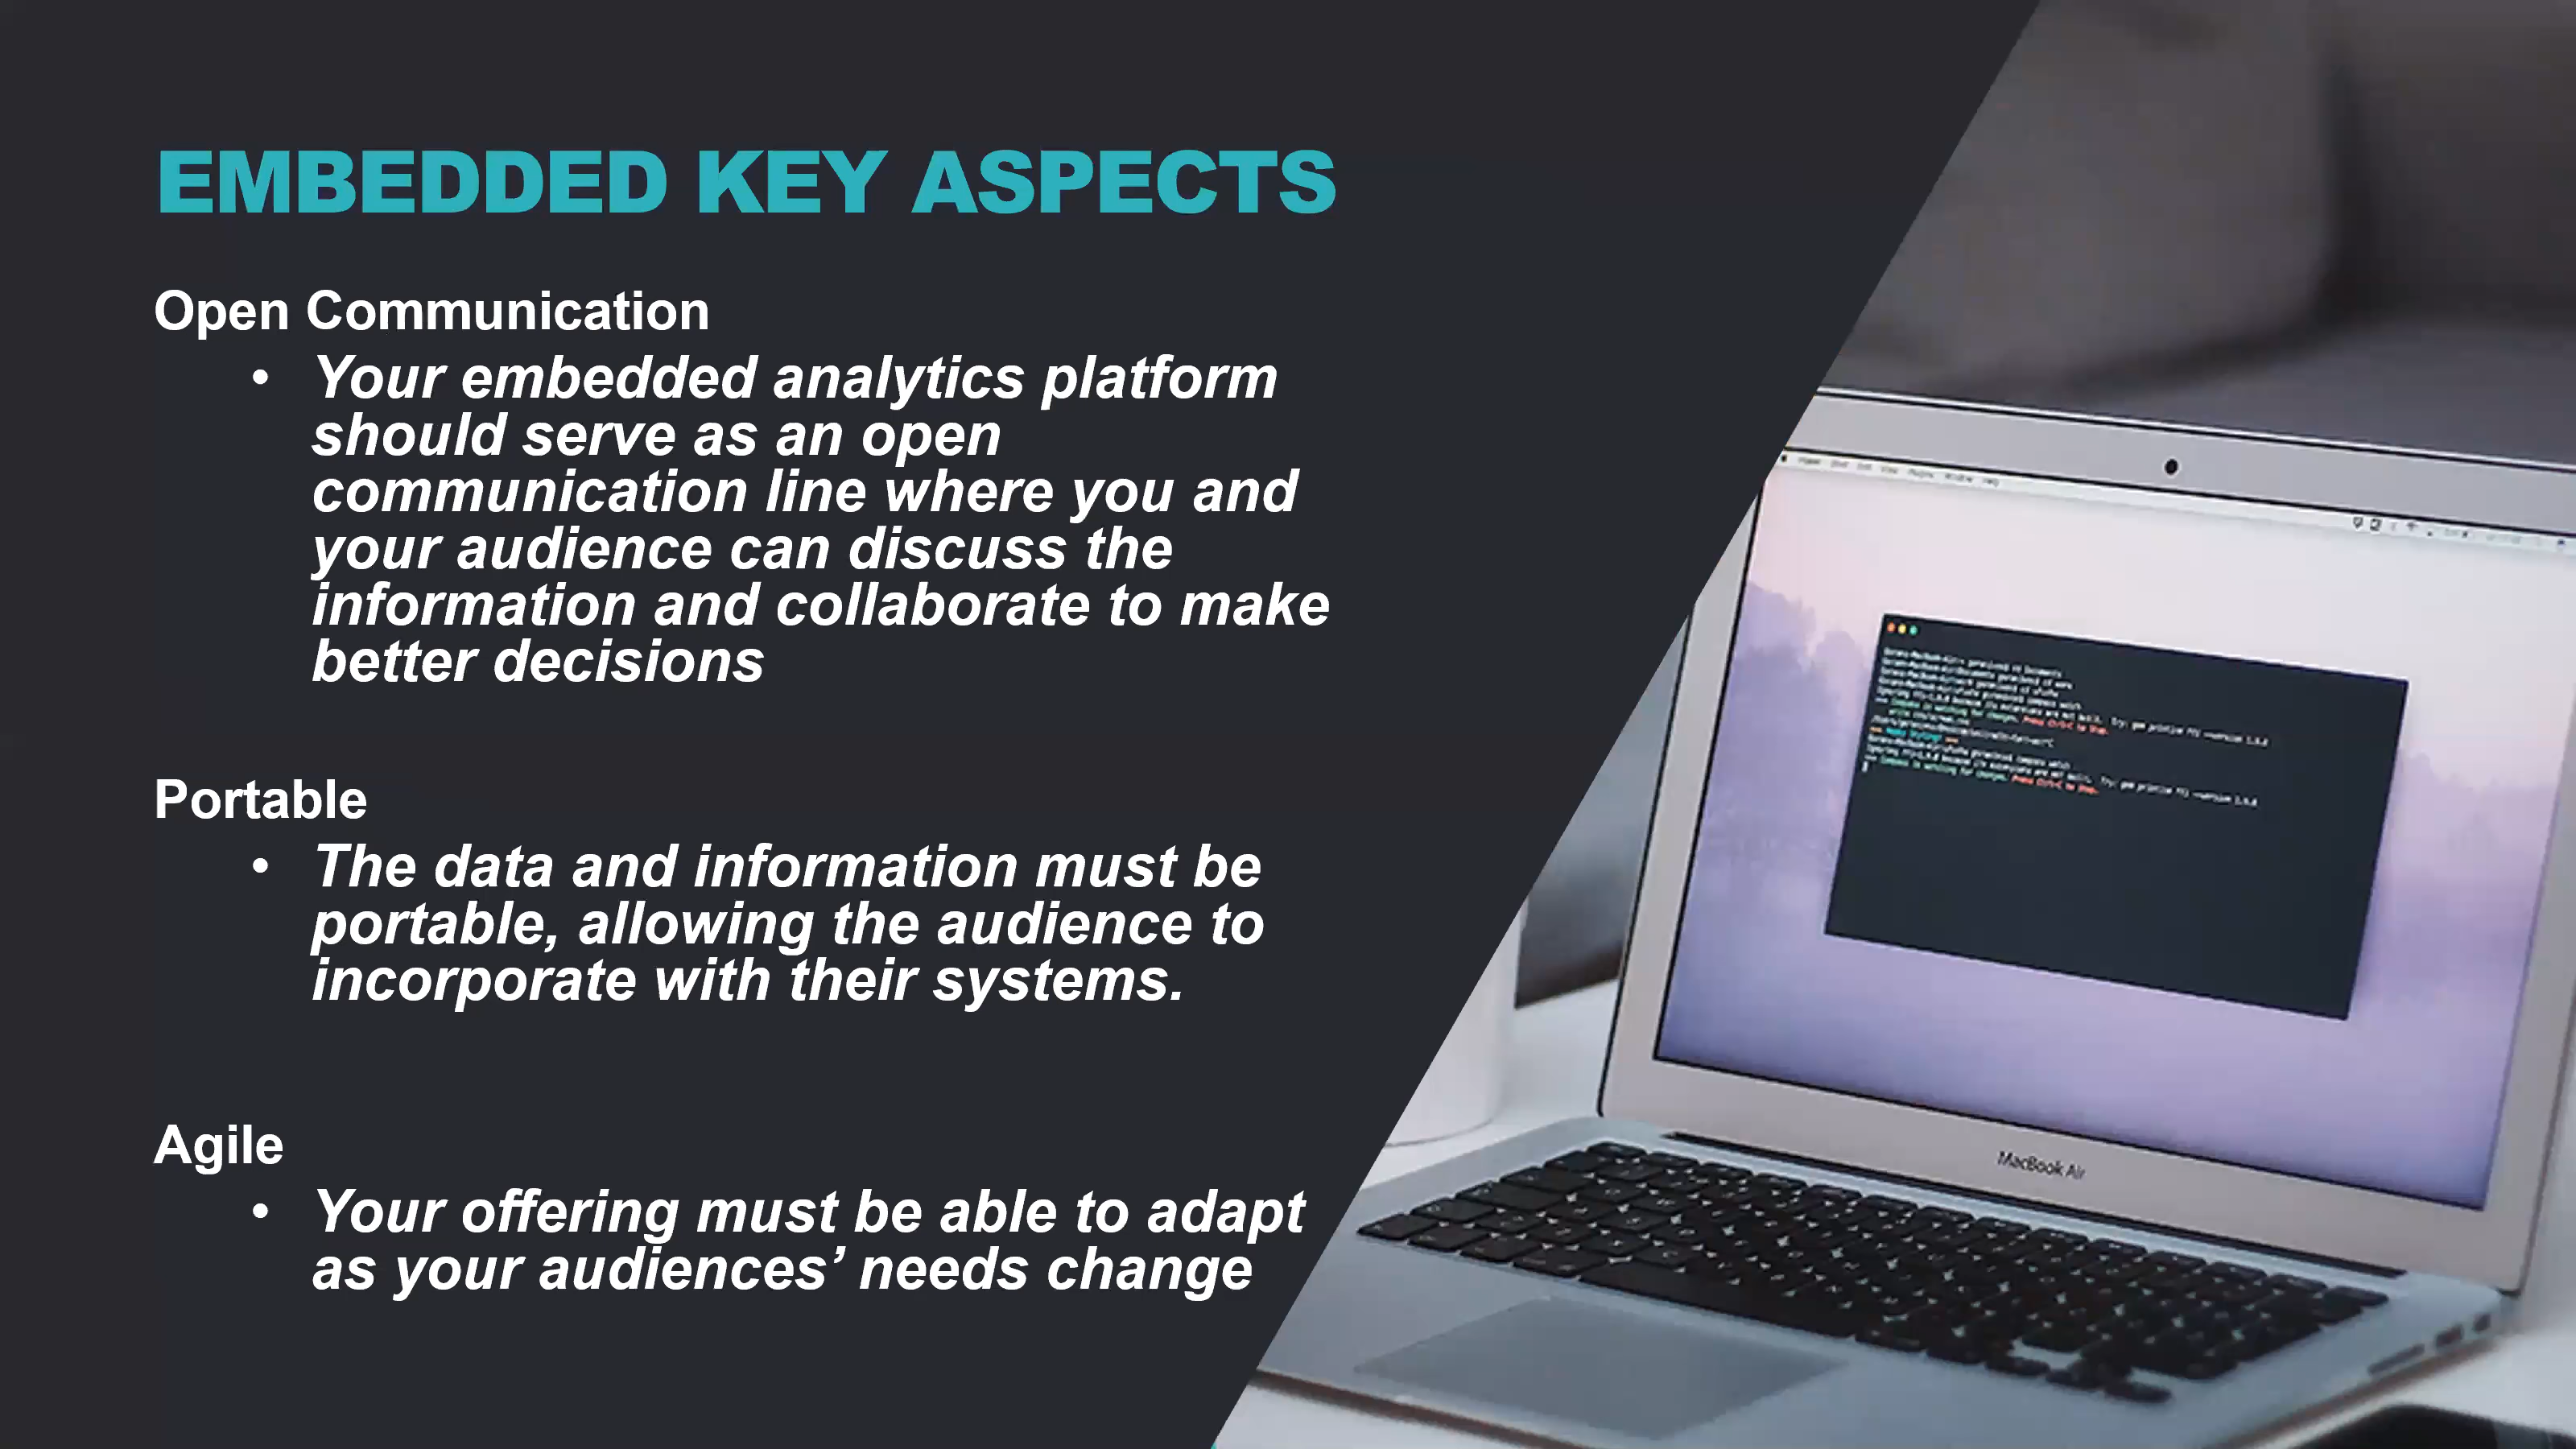 EMBEDDED KEY ASPECTS
Open Communication
• Your embedded analytics platform
should serve as an open
communication line where you and
your audience can discuss the
information and collaborate to make
better decisions
Portable
• The data and information must be
portable, allowing the audience to
incorporate with their systems.
Agile
• Your offering must be able to adapt
as your audiences’ needs change
MacBook Air